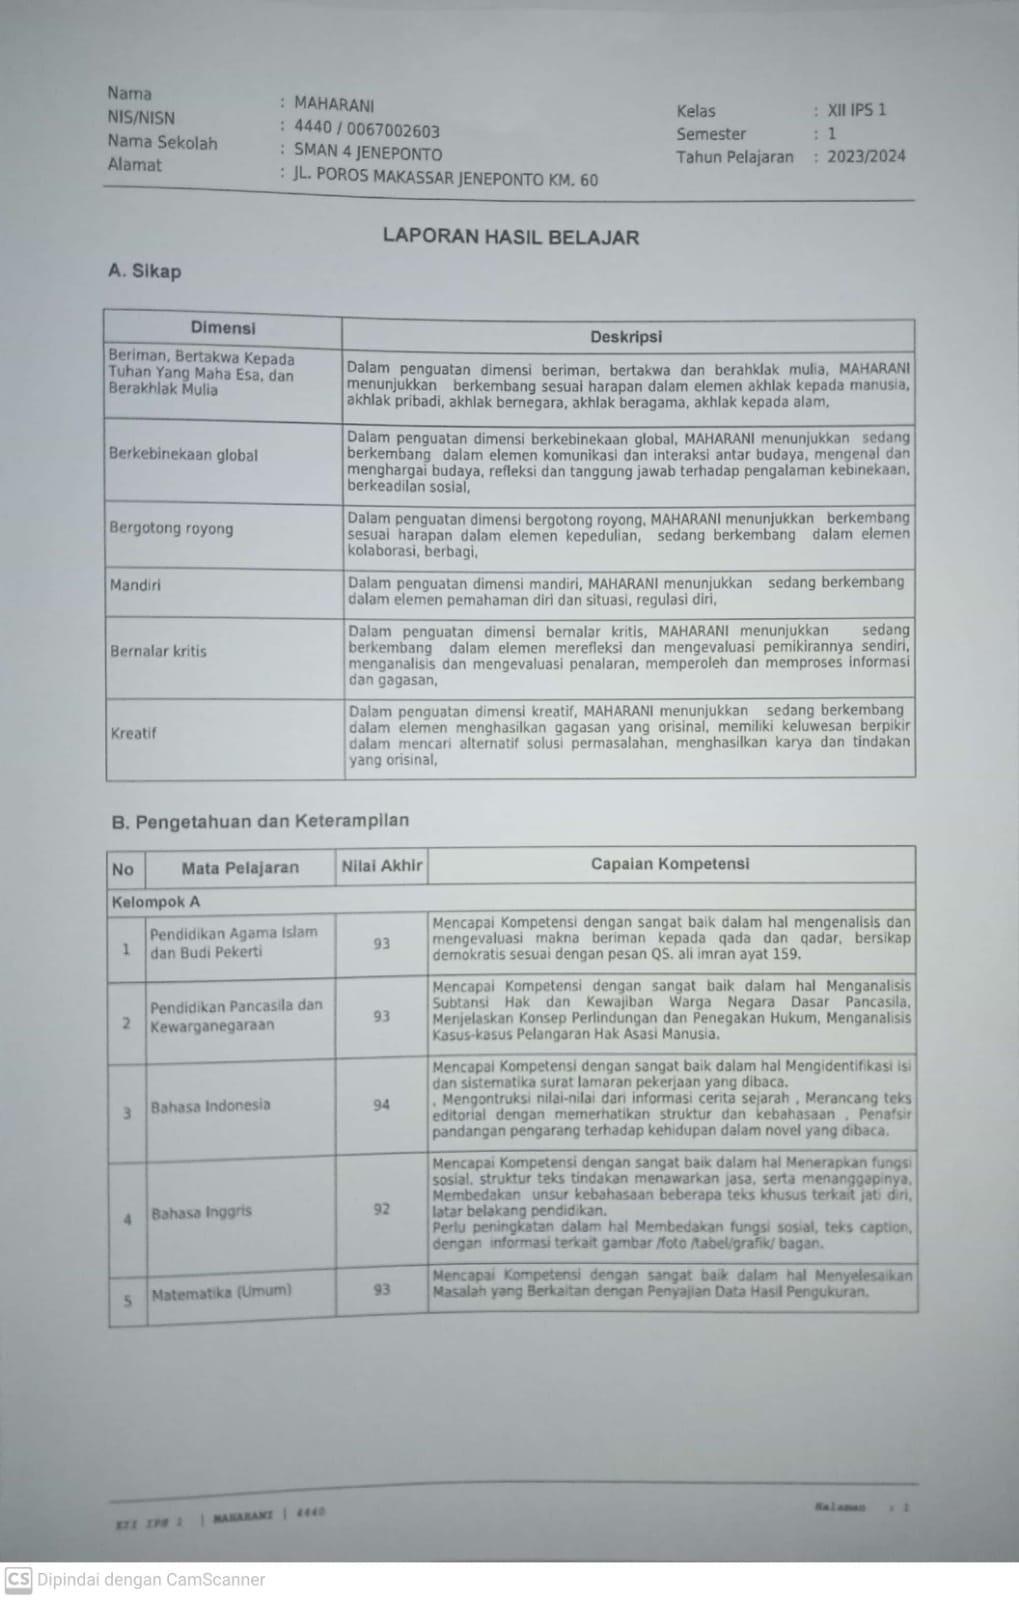 Nama : MAHARANI
NIS/NISN : 4440 / 0067002603
Nama Sekolah : SMAN 4 JENEPONTO
Alamat : JL. POROS MAKASSAR JENEPONTO KM. 60
Kelas : XII IPS 1
Semester : 1
Tahun Pelajaran : 2023/2024
LAPORAN HASIL BELAJAR
A. Sikap
Dimensi
Deskripsi
Beriman, Bertakwa Kepada
Tuhan Yang Maha Esa, dan
Berakhlak Mulia
Dalam penguatan dimensi beriman, bertakwa dan berahklak mulia, MAHARANI
menunjukkan berkembang sesuai harapan dalam elemen akhlak kepada manusia,
akhlak pribadi, akhlak bernegara, akhlak beragama, akhlak kepada alam,
Berkebinekaan global
Dalam penguatan dimensi berkebinekaan global, MAHARANI menunjukkan sedang
berkembang dalam elemen komunikasi dan interaksi antar budaya, mengenal dan
menghargai budaya, refleksi dan tanggung jawab terhadap pengalaman kebinekaan,
berkeadilan sosial,
Bergotong royong
Dalam penguatan dimensi bergotong royong, MAHARANI menunjukkan berkembang
sesuai harapan dalam elemen kepedulian, sedang berkembang dalam elemen
kolaborasi, berbagi,
Mandiri
Dalam penguatan dimensi mandiri, MAHARANI menunjukkan sedang berkembang
dalam elemen pemahaman diri dan situasi, regulasi diri,
Bernalar kritis
Dalam penguatan dimensi bernalar kritis, MAHARANI menunjukkan sedang
berkembang dalam elemen merefleksi dan mengevaluasi pemikirannya sendiri,
menganalisis dan mengevaluasi penalaran, memperoleh dan memproses informasi
dan gagasan,
Kreatif
Dalam penguatan dimensi kreatif, MAHARANI menunjukkan sedang berkembang
dalam elemen menghasilkan gagasan yang orisinal, memiliki keluwesan berpikir
dalam mencari alternatif solusi permasalahan, menghasilkan karya dan tindakan
yang orisinal,
B. Pengetahuan dan Keterampilan
No Mata Pelajaran Nilai Akhir Capaian Kompetensi
Kelompok A
1
Pendidikan Agama Islam
dan Budi Pekerti
93
Mencapai Kompetensi dengan sangat baik dalam hal mengenalisis dan
mengevaluasi makna beriman kepada qada dan qadar, bersikap
demokratis sesuai dengan pesan QS. ali imran ayat 159.
2
Pendidikan Pancasila dan
Kewarganegaraan
93
Mencapai Kompetensi dengan sangat baik dalam hal Menganalisis
Subtansi Hak dan Kewajiban Warga Negara Dasar Pancasila,
Menjelaskan Konsep Perlindungan dan Penegakan Hukum, Menganalisis
Kasus-kasus Pelangaran Hak Asasi Manusia.
3
Bahasa Indonesia
94
Mencapai Kompetensi dengan sangat baik dalam hal Mengidentifikasi isi
dan sistematika surat lamaran pekerjaan yang dibaca.
. Mengontruksi nilai-nilai dari informasi cerita sejarah , Merancang teks
editorial dengan memerhatikan struktur dan kebahasaan , Penafsir
pandangan pengarang terhadap kehidupan dalam novel yang dibaca.
4
Bahasa Inggris
92
Mencapai Kompetensi dengan sangat baik dalam hal Menerapkan fungsi
sosial, struktur teks tindakan menawarkan jasa, serta menanggapinya,
Membedakan unsur kebahasaan beberapa teks khusus terkait jati diri,
latar belakang pendidikan.
Perlu peningkatan dalam hal Membedakan fungsi sosial, teks caption,
dengan informasi terkait gambar /foto /tabel/grafik/ bagan.
5
Matematika (Umum)
93
Mencapai Kompetensi dengan sangat baik dalam hal Menyelesaikan
Masalah yang Berkaitan dengan Penyajian Data Hasil Pengukuran.
XII IPS 1 | MAHARANI | 4440
Halaman : 1
CS Dipindai dengan CamScanner